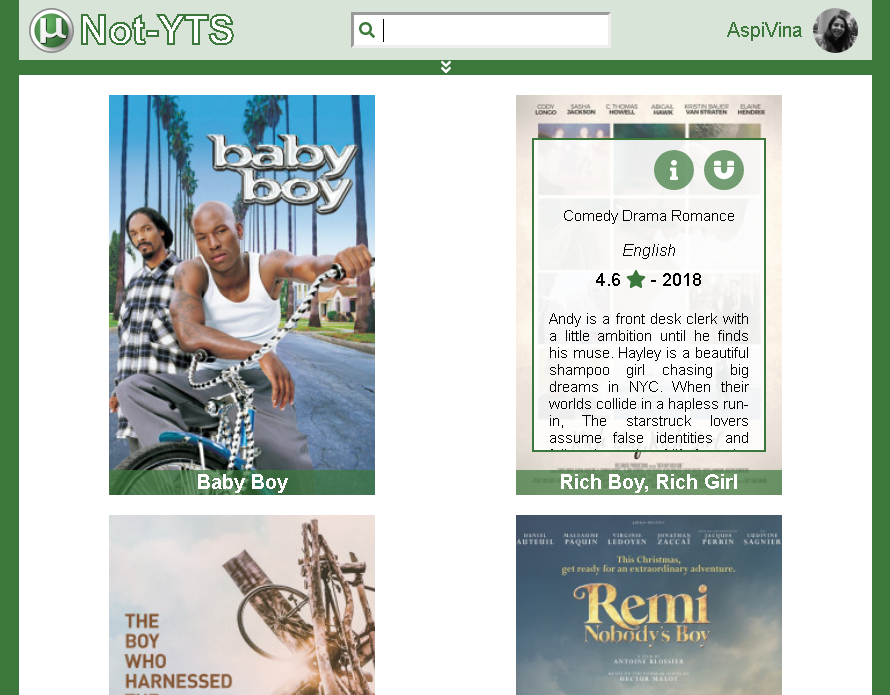 µ Not-YTS
AspiVina
baby
boy
Baby Boy
CODY LONGO SASHA JACKSON C. THOMAS HOWELL ABIGAIL HAWK KRISTIN BAUER VAN STRATEN ELAINE HENDRIX
i
Comedy Drama Romance
English
4.6 ★ - 2018
Andy is a front desk clerk with
a little ambition until he finds
his muse. Hayley is a beautiful
shampoo girl chasing big
dreams in NYC. When their
worlds collide in a hapless run-
in, The starstruck lovers
assume false identities and
Rich Boy, Rich Girl
THE
BOY
WHO
HARNESSED
DANIEL AUTEUIL MALEAUME PAQUIN VIRGINIE LEDOYEN JONATHAN ZACCAÏ JACQUES PERRIN LUDIVINE SAGNIER
This Christmas,
get ready for an extraordinary adventure.
Remi
Nobody's Boy
A FILM BY
ANTOINE BLOSSIER
HECTOR MALOT